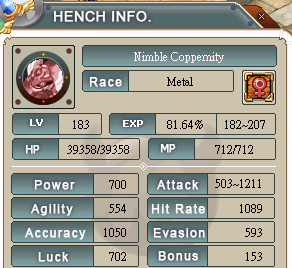 HENCH INFO.
Nimble Coppernity
Race Metal
LV 183 EXP 81.64% 182~207
HP 39358/39358 MP 712/712
Power 700 Attack 503~1211
Agility 554 Hit Rate 1089
Accuracy 1050 Evasion 593
Luck 702 Bonus 153